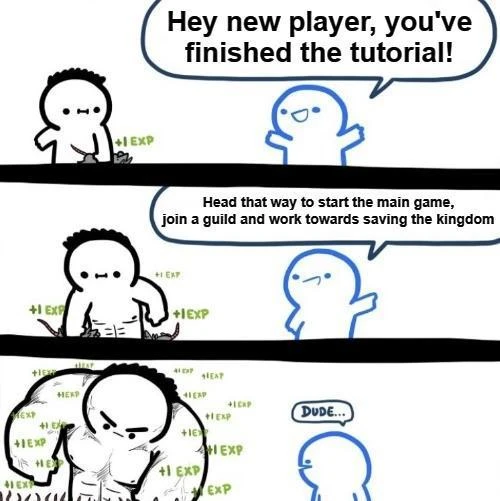 Hey new player, you've
finished the tutorial!
+1 EXP
Head that way to start the main game,
join a guild and work towards saving the kingdom
+1 EXP
+1 EXP
+1 EXP
DUDE...
+1 EXP
+1 EXP
+1 EXP
+1 EXP
+1 EXP
+1 EXP
+1 EXP
+1 EXP
+1 EXP
+1 EXP
+1 EXP